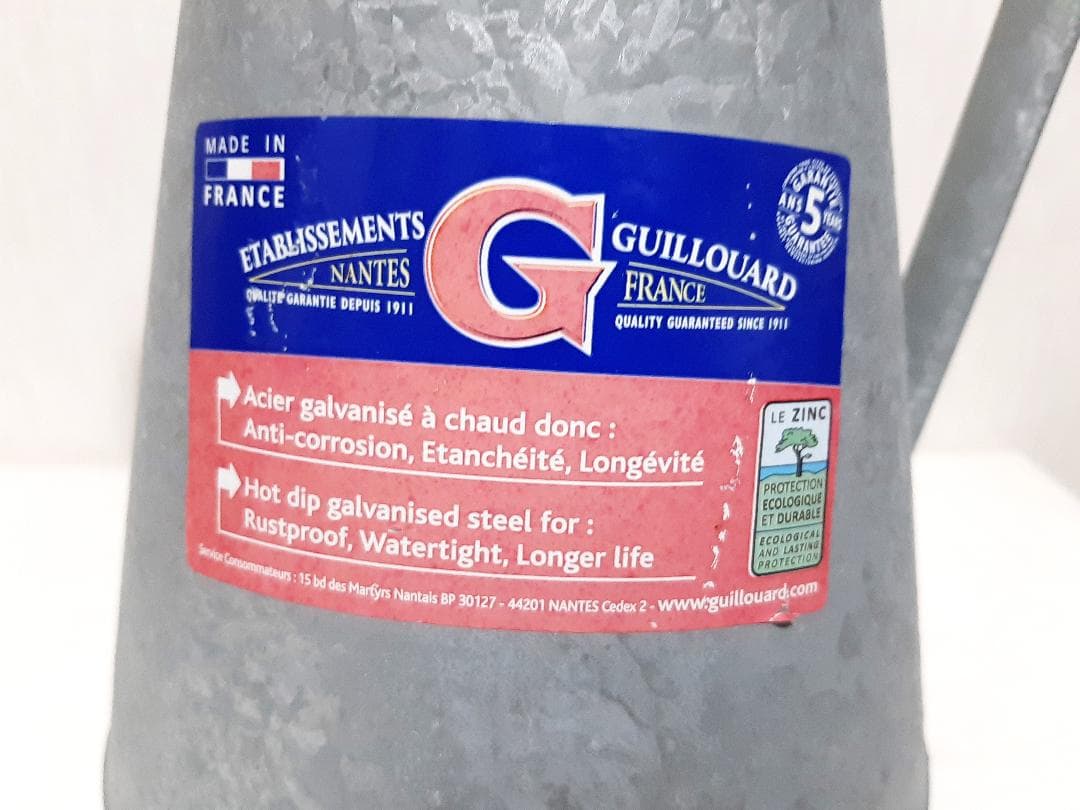 MADE IN
FRANCE
ETABLISSEMENTS
NANTES
QUALITE GARANTIE DEPUIS 1911
G
GUILLOUARD
FRANCE
QUALITY GUARANTEED SINCE 1911
GARANTIE
ANS 5 YEARS
GUARANTEE
Acier galvanisé à chaud donc :
Anti-corrosion, Etanchéité, Longévité
Hot dip galvanised steel for :
Rustproof, Watertight, Longer life
LE ZINC
PROTECTION
ECOLOGIQUE
ET DURABLE
ECOLOGICAL
AND LASTING
PROTECTION
Service Consommateurs : 15 bd des Martyrs Nantais BP 30127 - 44201 NANTES Cedex 2 - www.guillouard.com